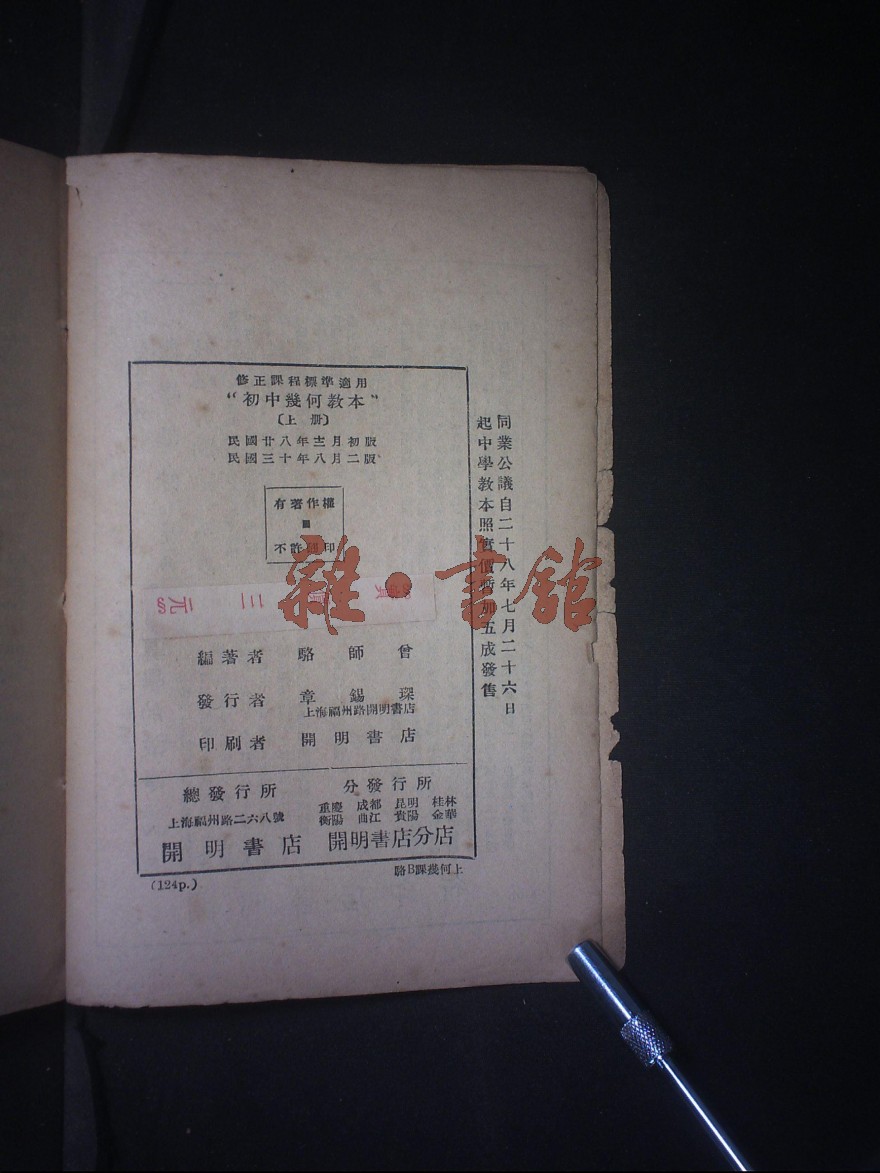 修正課程標準適用
“初中幾何教本”
〔上册〕
民國廿八年十二月初版
民國三十年八月二版
有著作權
不許翻印
雜·書館
編著者 駱師曾
發行者 章錫琛
上海福州路開明書店
印刷者 開明書店
總發行所
上海福州路二六八號
開明書店
分發行所
重慶 成都 昆明 桂林
衡陽 曲江 貴陽 金華
開明書店分店
(124p.)
駱B課幾何上
同業公議自二十八年七月二十六日
起中學教本照實價暫加五成發售